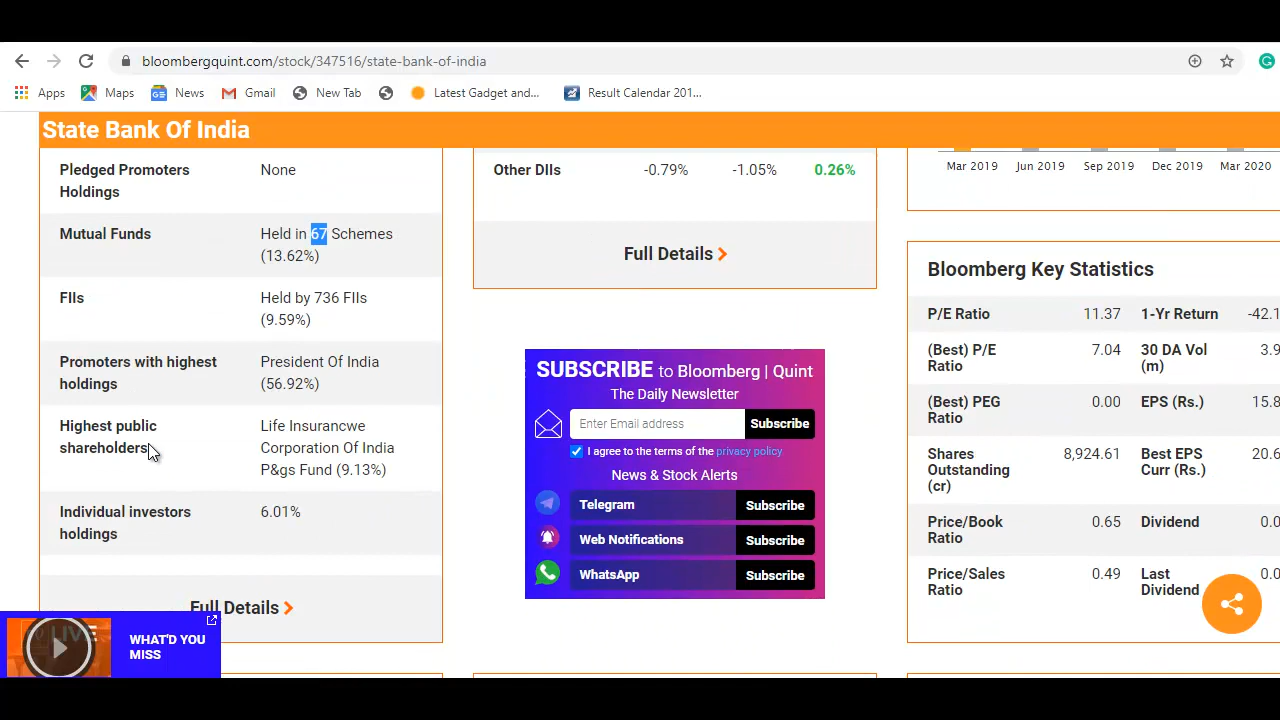 bloombergquint.com/stock/347516/state-bank-of-india
Apps Maps News Gmail New Tab Latest Gadget and... Result Calendar 201...
State Bank Of India
Pledged Promoters
Holdings
None
Mutual Funds
Held in 67 Schemes
(13.62%)
FIIs
Held by 736 FIIs
(9.59%)
Promoters with highest
holdings
President Of India
(56.92%)
Highest public
shareholders
Life Insurancwe
Corporation Of India
P&gs Fund (9.13%)
Individual investors
holdings
6.01%
Full Details
LIVE
WHAT'D YOU
MISS
Other DIIs -0.79% -1.05% 0.26%
Full Details
SUBSCRIBE to Bloomberg | Quint
The Daily Newsletter
Enter Email address Subscribe
I agree to the terms of the privacy policy
News & Stock Alerts
Telegram Subscribe
Web Notifications Subscribe
WhatsApp Subscribe
Mar 2019 Jun 2019 Sep 2019 Dec 2019 Mar 2020
Bloomberg Key Statistics
P/E Ratio 11.37 1-Yr Return -42.1
(Best) P/E
Ratio
7.04
30 DA Vol
(m)
3.9
(Best) PEG
Ratio
0.00
EPS (Rs.) 15.8
Shares
Outstanding
(cr)
8,924.61
Best EPS
Curr (Rs.)
20.6
Price/Book
Ratio
0.65
Dividend 0.0
Price/Sales
Ratio
0.49
Last
Dividend
0.0